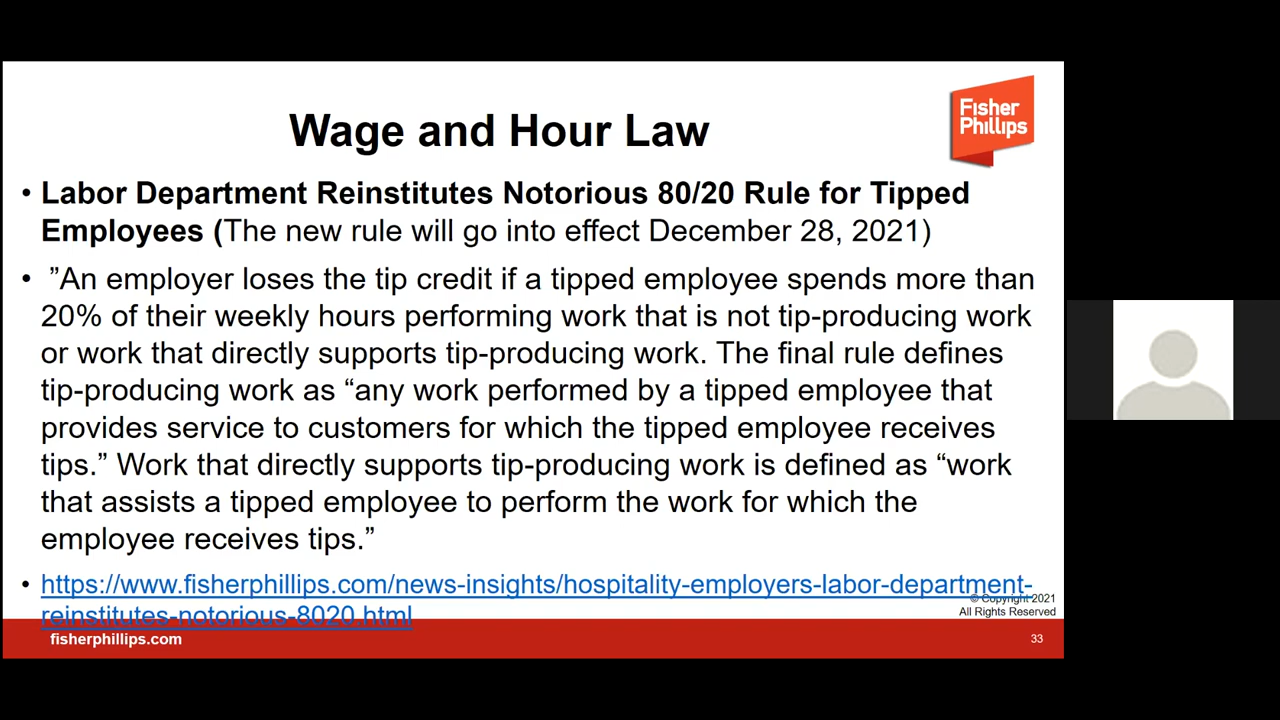 Fisher
Phillips
Wage and Hour Law
• Labor Department Reinstitutes Notorious 80/20 Rule for Tipped
Employees (The new rule will go into effect December 28, 2021)
• ”An employer loses the tip credit if a tipped employee spends more than
20% of their weekly hours performing work that is not tip-producing work
or work that directly supports tip-producing work. The final rule defines
tip-producing work as “any work performed by a tipped employee that
provides service to customers for which the tipped employee receives
tips.” Work that directly supports tip-producing work is defined as “work
that assists a tipped employee to perform the work for which the
employee receives tips.”
• https://www.fisherphillips.com/news-insights/hospitality-employers-labor-department-
reinstitutes-notorious-8020.html
© Copyright 2021
All Rights Reserved
fisherphillips.com
33